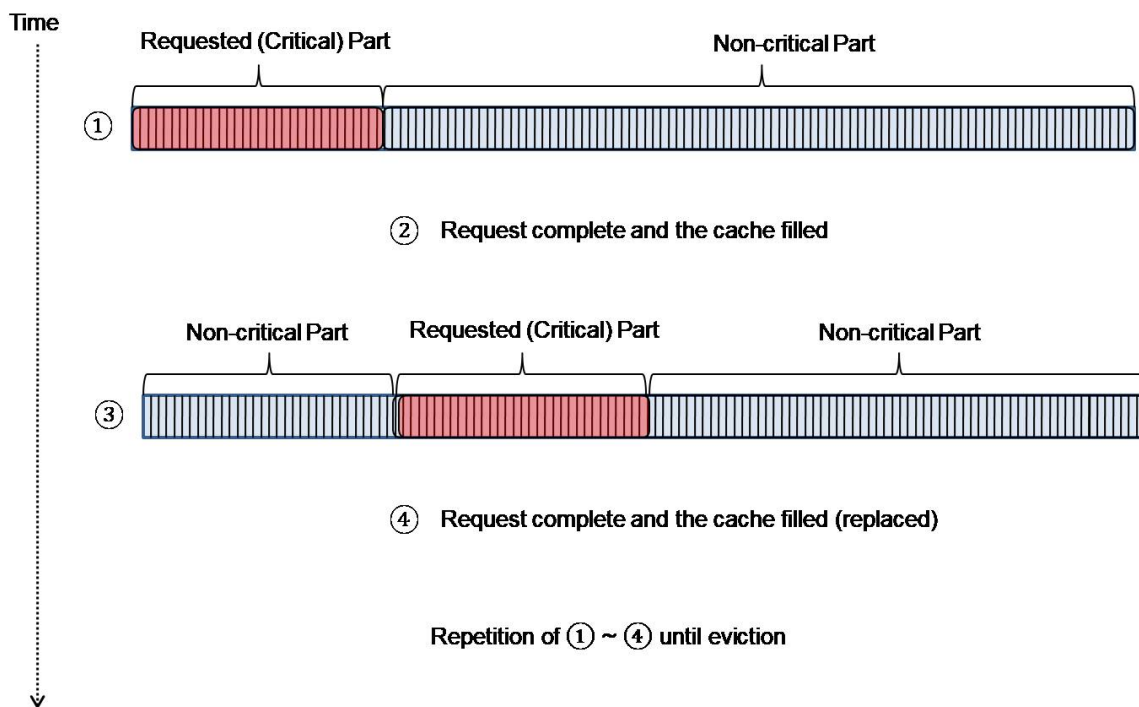 Time
Requested (Critical) Part
Non-critical Part
①
② Request complete and the cache filled
Non-critical Part
Requested (Critical) Part
Non-critical Part
③
④ Request complete and the cache filled (replaced)
Repetition of ① ~ ④ until eviction